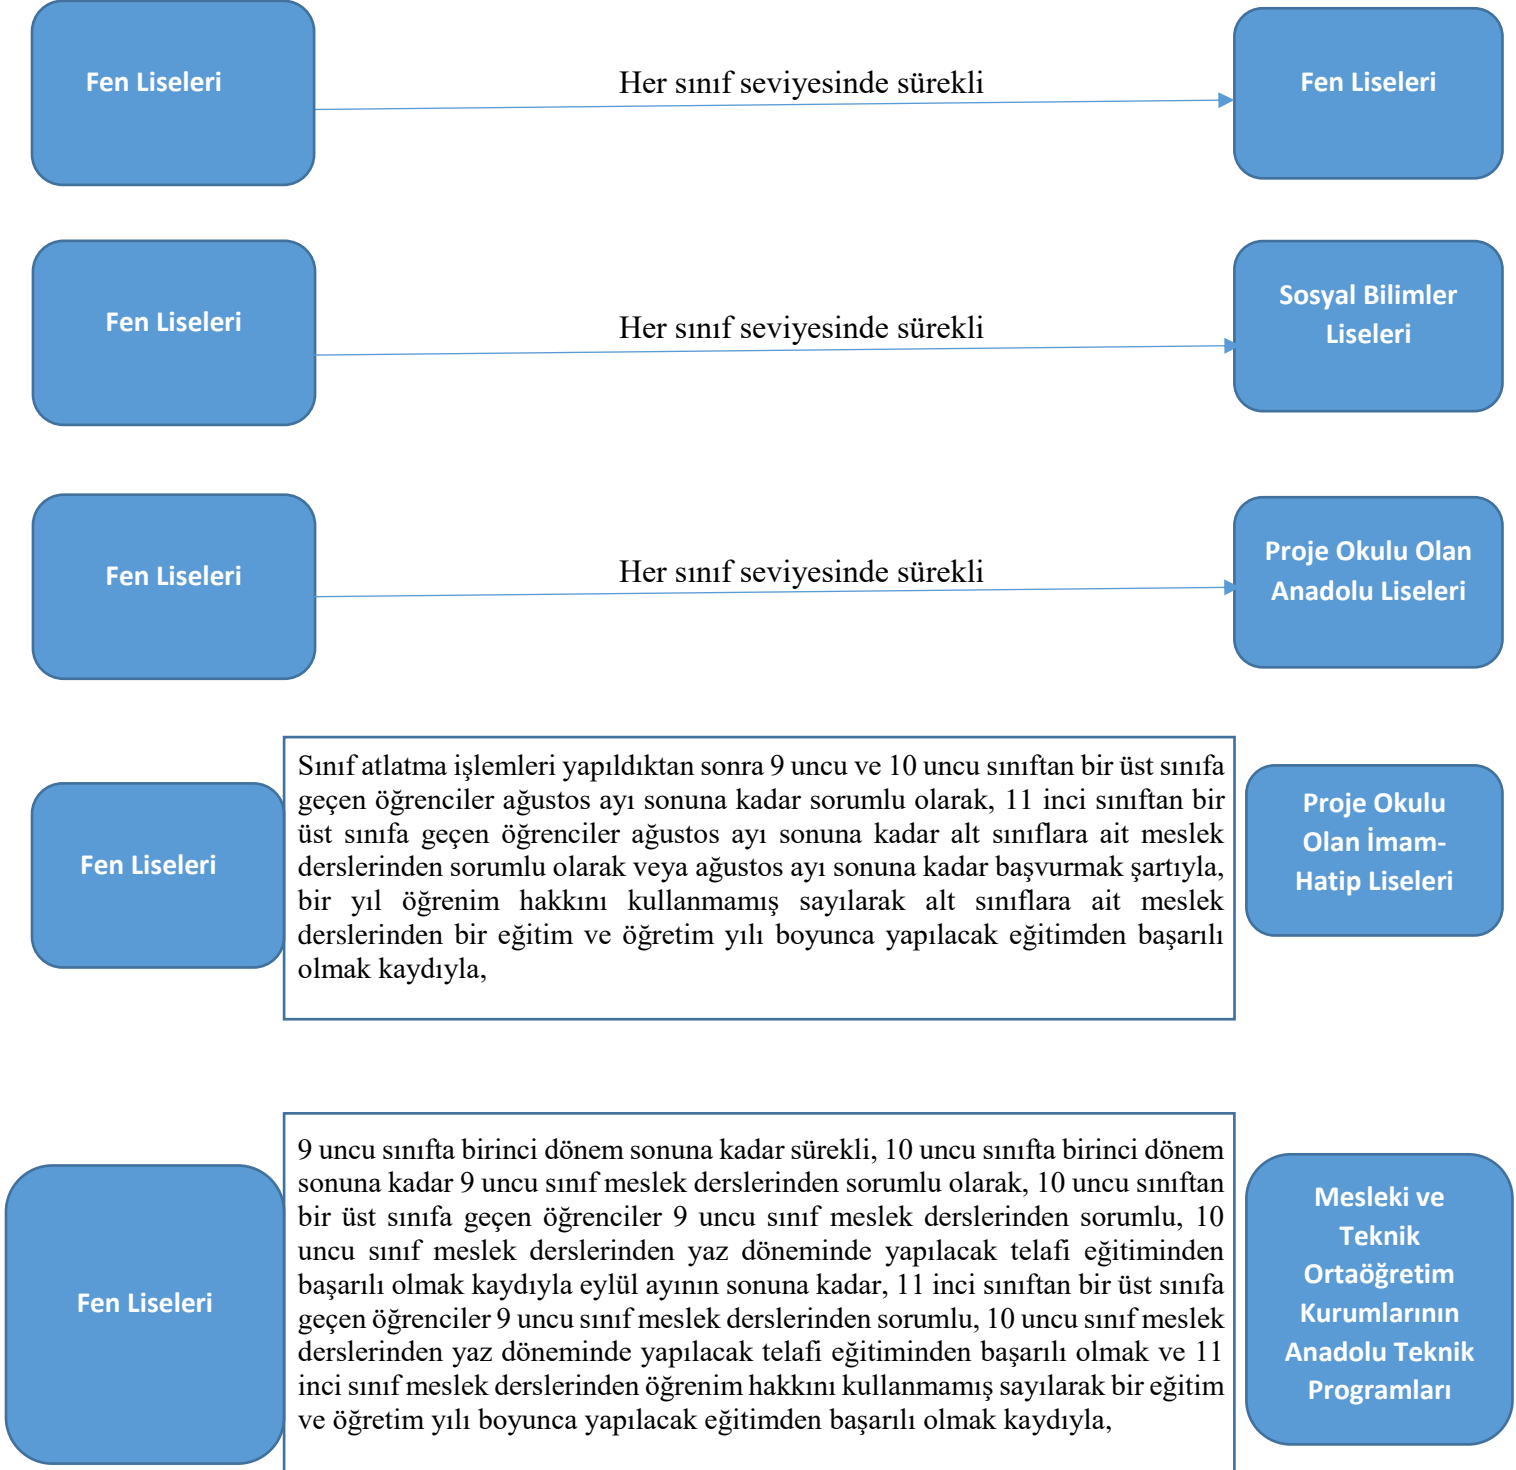 Fen Liseleri
Her sınıf seviyesinde sürekli
Fen Liseleri
Fen Liseleri
Her sınıf seviyesinde sürekli
Sosyal Bilimler
Liseleri
Fen Liseleri
Her sınıf seviyesinde sürekli
Proje Okulu Olan
Anadolu Liseleri
Fen Liseleri
Sınıf atlatma işlemleri yapıldıktan sonra 9 uncu ve 10 uncu sınıftan bir üst sınıfa
geçen öğrenciler ağustos ayı sonuna kadar sorumlu olarak, 11 inci sınıftan bir
üst sınıfa geçen öğrenciler ağustos ayı sonuna kadar alt sınıflara ait meslek
derslerinden sorumlu olarak veya ağustos ayı sonuna kadar başvurmak şartıyla,
bir yıl öğrenim hakkını kullanmamış sayılarak alt sınıflara ait meslek
derslerinden bir eğitim ve öğretim yılı boyunca yapılacak eğitimden başarılı
olmak kaydıyla,
Proje Okulu
Olan İmam-
Hatip Liseleri
Fen Liseleri
9 uncu sınıfta birinci dönem sonuna kadar sürekli, 10 uncu sınıfta birinci dönem
sonuna kadar 9 uncu sınıf meslek derslerinden sorumlu olarak, 10 uncu sınıftan
bir üst sınıfa geçen öğrenciler 9 uncu sınıf meslek derslerinden sorumlu, 10
uncu sınıf meslek derslerinden yaz döneminde yapılacak telafi eğitiminden
başarılı olmak kaydıyla eylül ayının sonuna kadar, 11 inci sınıftan bir üst sınıfa
geçen öğrenciler 9 uncu sınıf meslek derslerinden sorumlu, 10 uncu sınıf meslek
derslerinden yaz döneminde yapılacak telafi eğitiminden başarılı olmak ve 11
inci sınıf meslek derslerinden öğrenim hakkını kullanmamış sayılarak bir eğitim
ve öğretim yılı boyunca yapılacak eğitimden başarılı olmak kaydıyla,
Mesleki ve
Teknik
Ortaöğretim
Kurumlarının
Anadolu Teknik
Programları